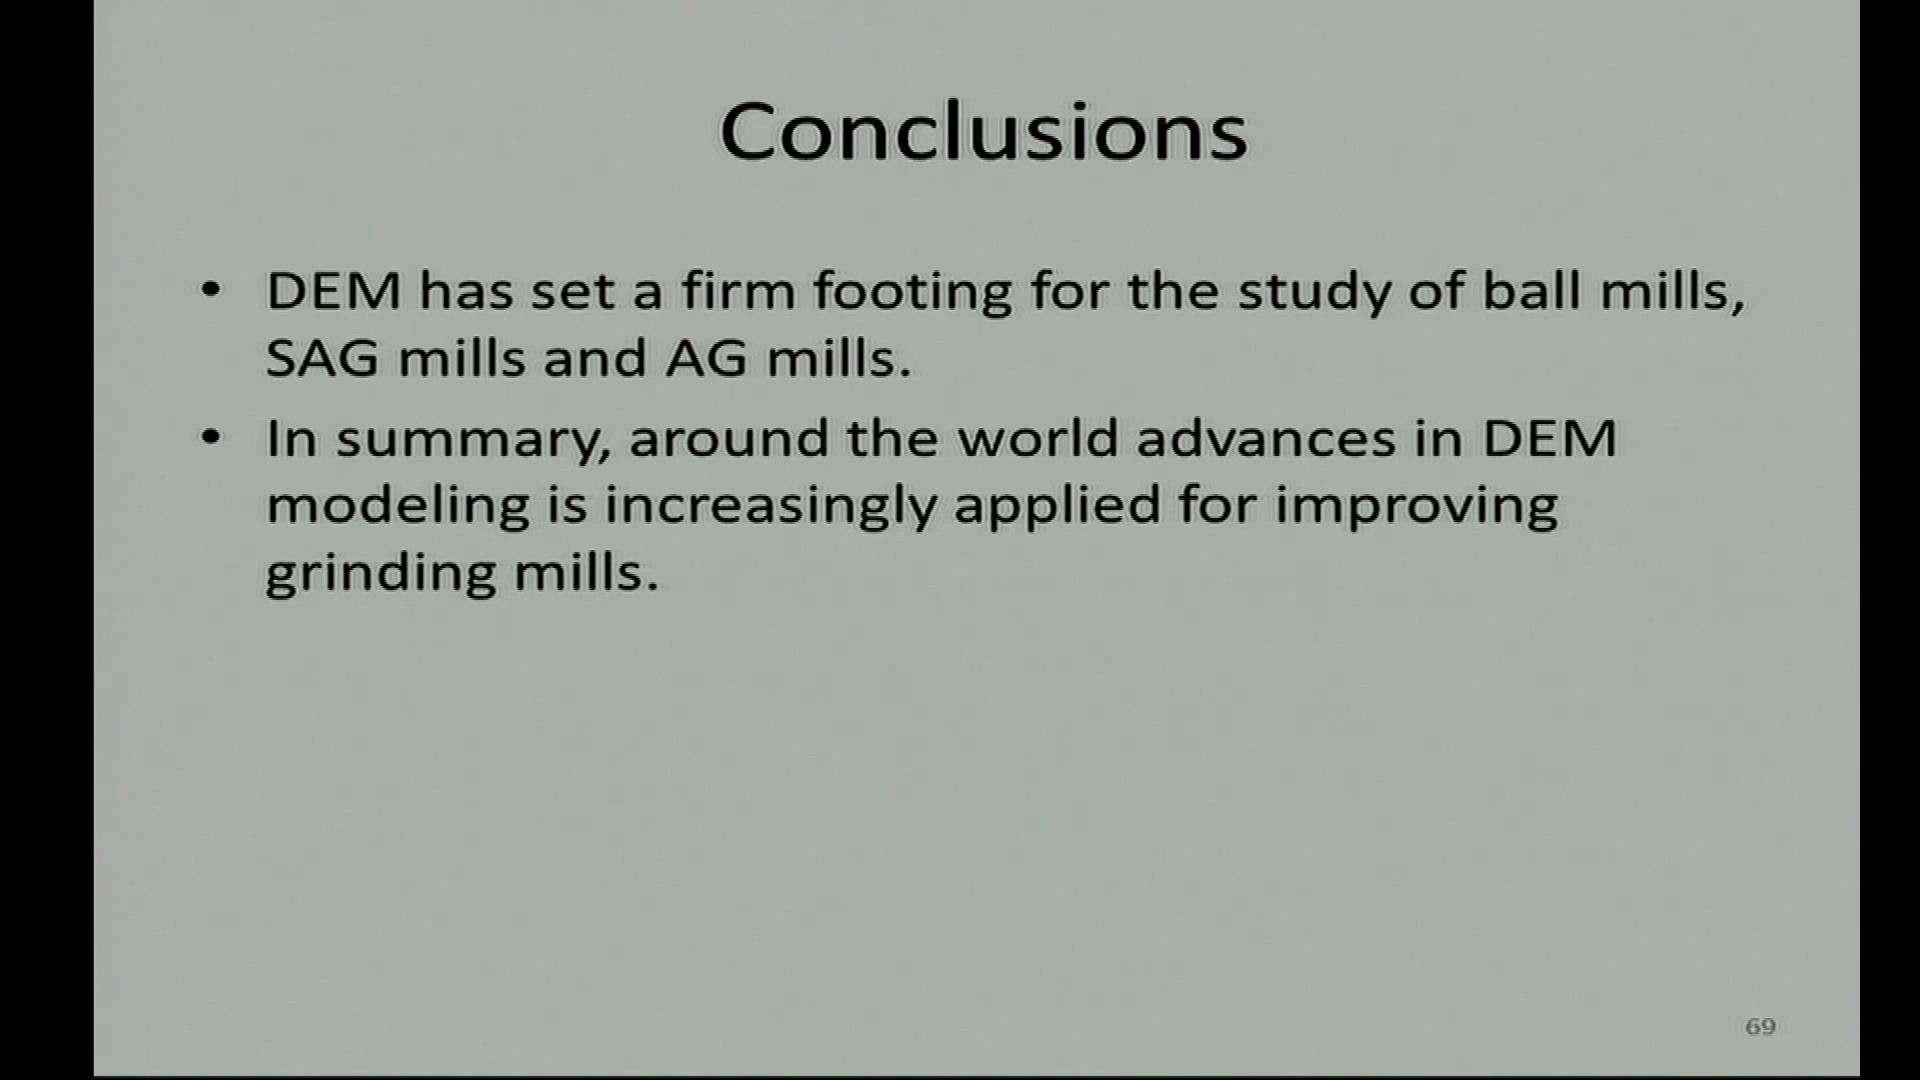 Conclusions
• DEM has set a firm footing for the study of ball mills,
SAG mills and AG mills.
• In summary, around the world advances in DEM
modeling is increasingly applied for improving
grinding mills.
69